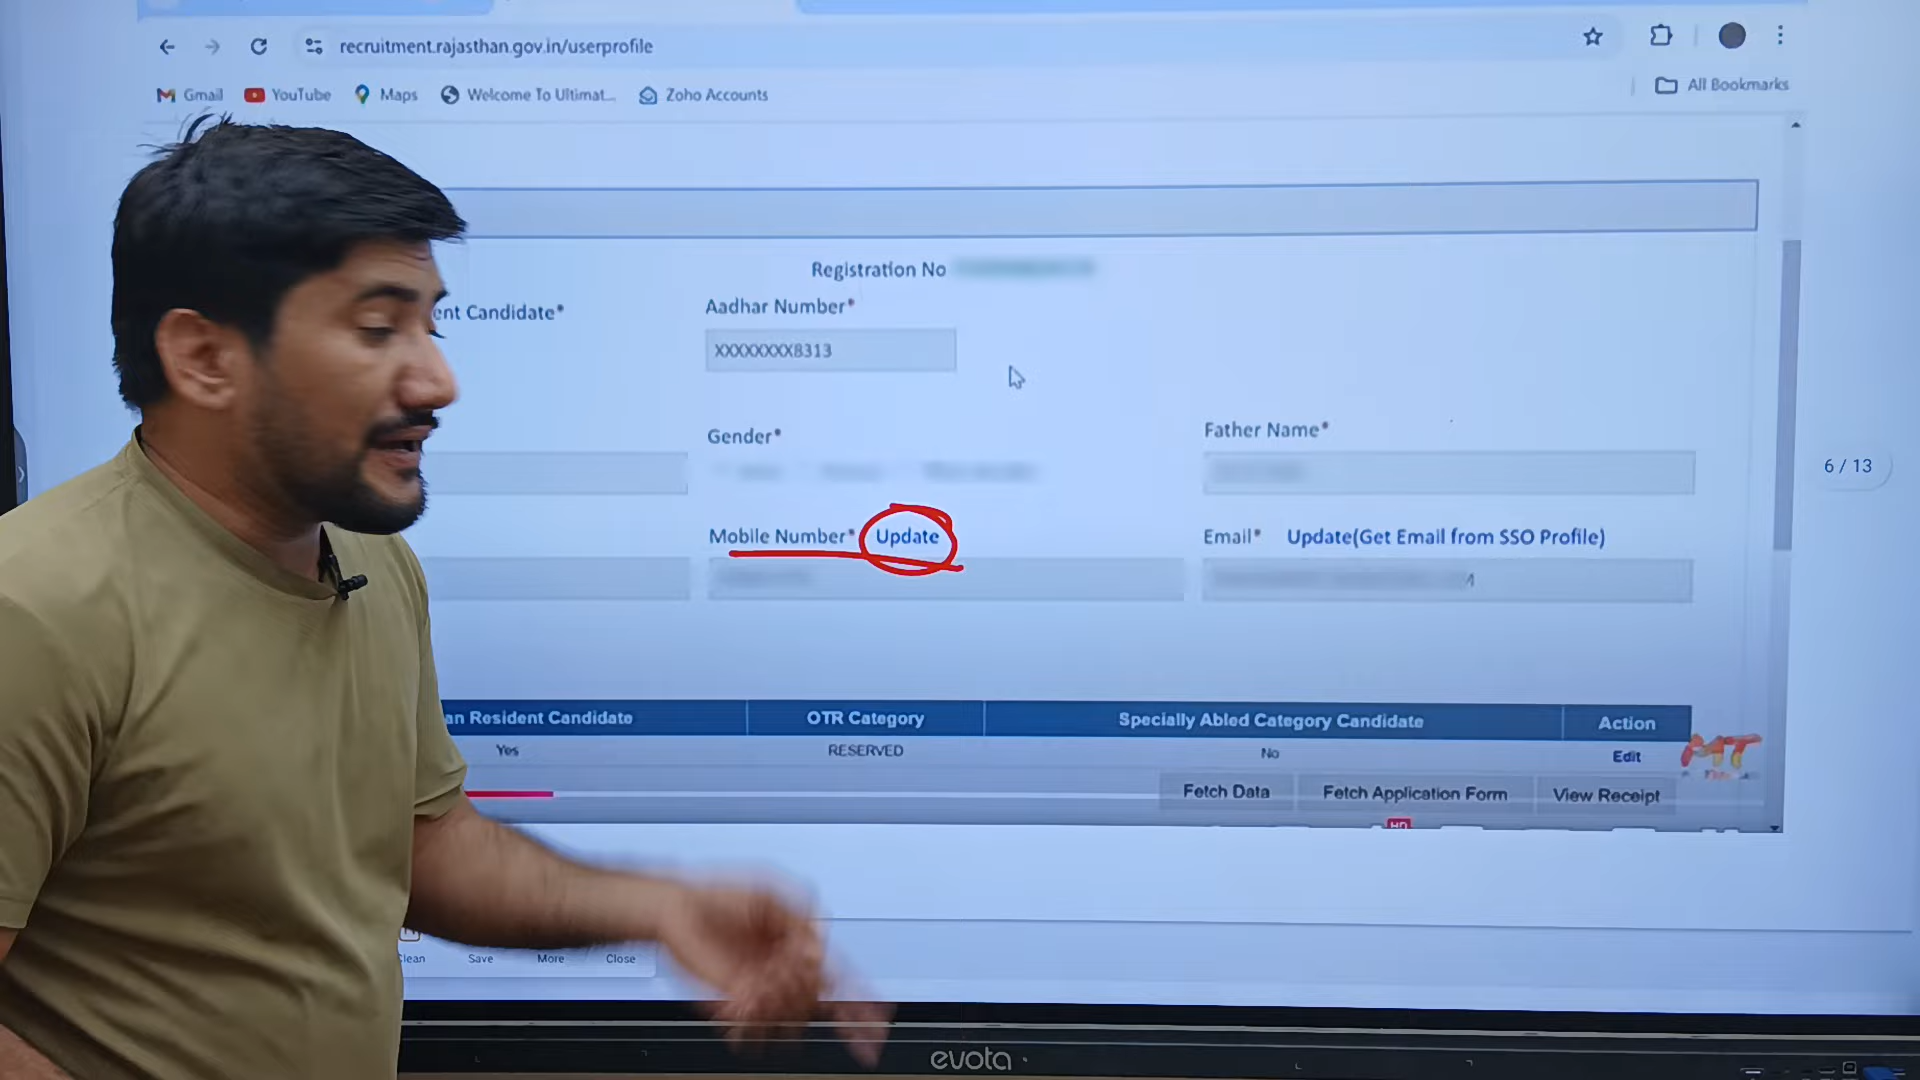 recruitment.rajasthan.gov.in/userprofile
Gmail YouTube Maps Welcome To Ultimat... Zoho Accounts All Bookmarks
Registration No
ent Candidate* Aadhar Number*
XXXXXXXX8313
Gender* Father Name*
6 / 13
Mobile Number* Update Email* Update(Get Email from SSO Profile)
an Resident Candidate OTR Category Specially Abled Category Candidate Action
Yes RESERVED No Edit
MT
Fetch Data Fetch Application Form View Receipt
HD
Clean Save More Close
evota